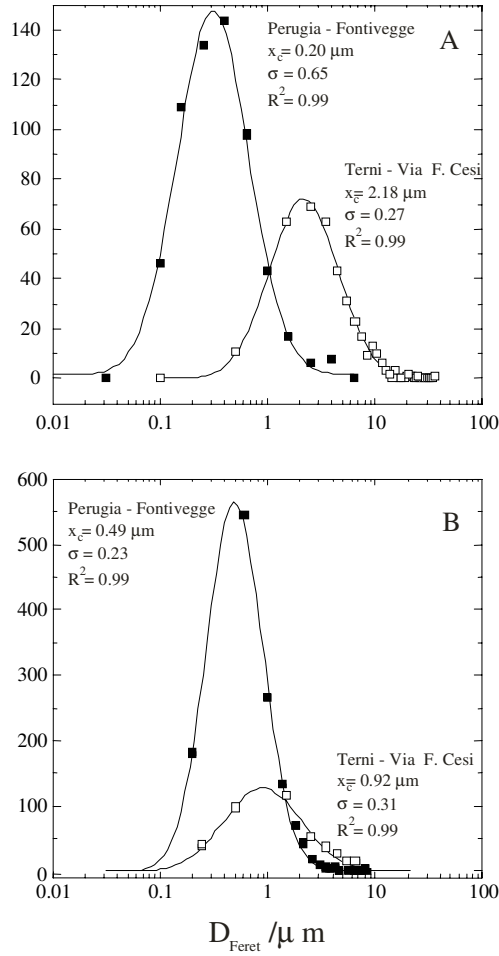 140
120
100
80
60
40
20
0
A
Perugia - Fontivegge
x_c = 0.20 μm
σ = 0.65
R² = 0.99
Terni - Via F. Cesi
x_c = 2.18 μm
σ = 0.27
R² = 0.99
0.01 0.1 1 10 100
600
500
400
300
200
100
0
B
Perugia - Fontivegge
x_c = 0.49 μm
σ = 0.23
R² = 0.99
Terni - Via F. Cesi
x_c = 0.92 μm
σ = 0.31
R² = 0.99
0.01 0.1 1 10 100
D_Feret /μ m